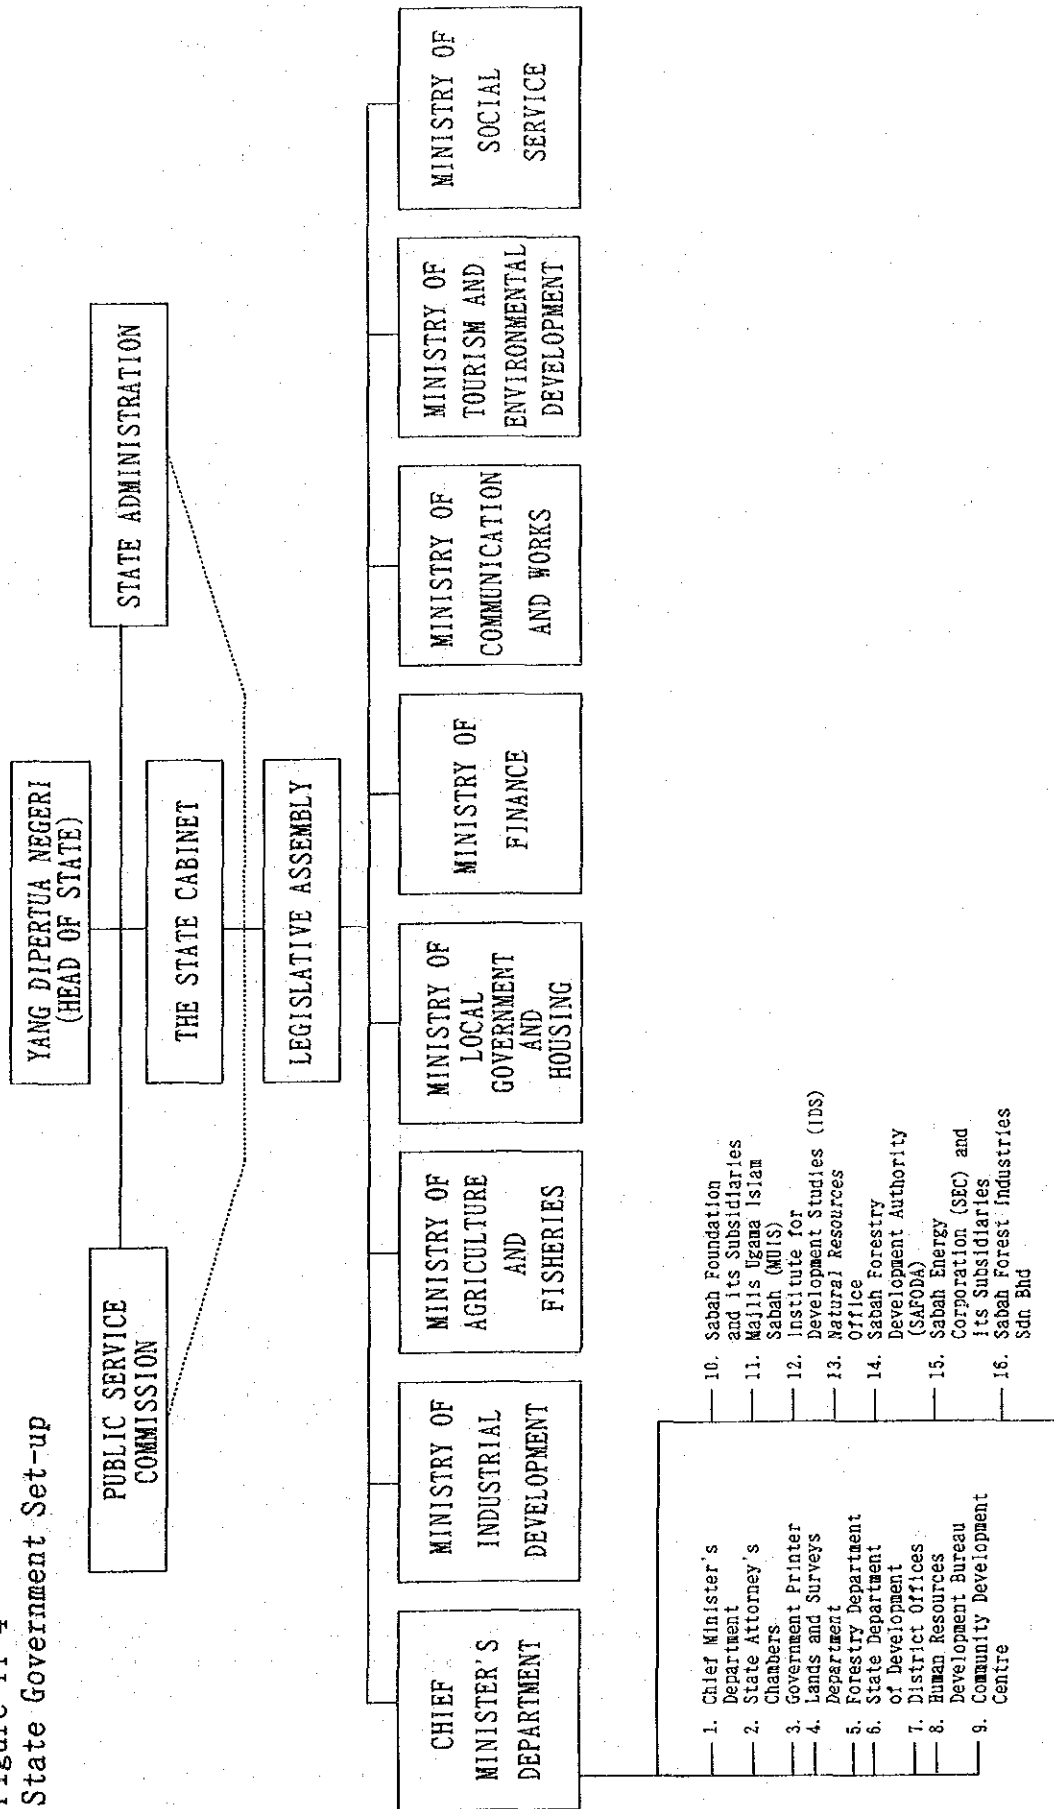 State Government Set-up
YANG DIPERTUA NEGERI
(HEAD OF STATE)
PUBLIC SERVICE
COMMISSION
STATE ADMINISTRATION
THE STATE CABINET
LEGISLATIVE ASSEMBLY
CHIEF
MINISTER'S
DEPARTMENT
MINISTRY OF
INDUSTRIAL
DEVELOPMENT
MINISTRY OF
AGRICULTURE
AND
FISHERIES
MINISTRY OF
LOCAL
GOVERNMENT
AND
HOUSING
MINISTRY OF
FINANCE
MINISTRY OF
COMMUNICATION
AND WORKS
MINISTRY OF
TOURISM AND
ENVIRONMENTAL
DEVELOPMENT
MINISTRY OF
SOCIAL
SERVICE
1. Chief Minister's
Department
2. State Attorney's
Chambers
3. Government Printer
4. Lands and Surveys
Department
5. Forestry Department
6. State Department
of Development
7. District Offices
8. Human Resources
Development Bureau
9. Community Development
Centre
10. Sabah Foundation
and its Subsidiaries
11. Majlis Ugama Islam
Sabah (MUIS)
12. Institute for
Development Studies (IDS)
13. Natural Resources
Office
14. Sabah Forestry
Development Authority
(SAFODA)
15. Sabah Energy
Corporation (SEC) and
its Subsidiaries
16. Sabah Forest Industries
Sdn Bhd